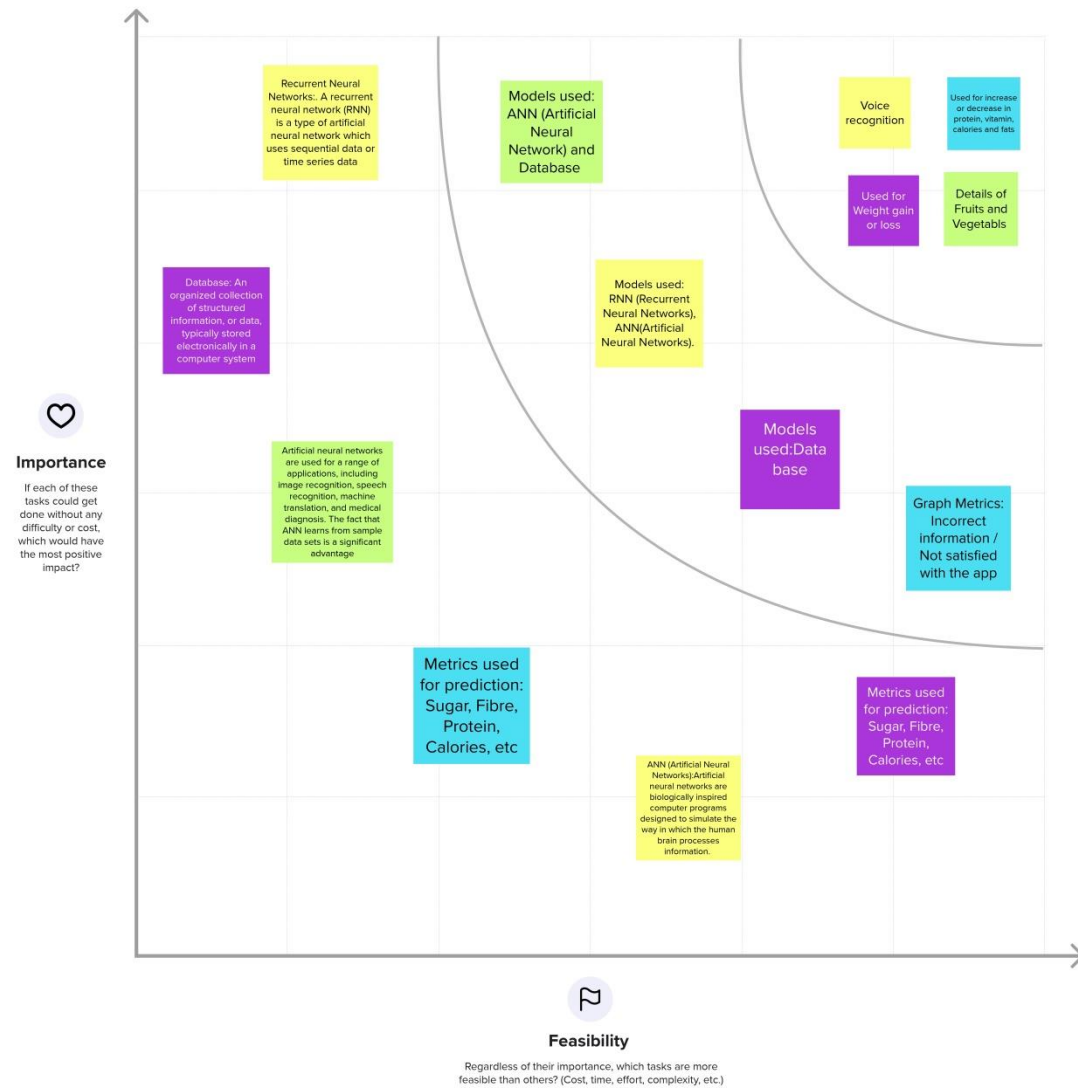 Recurrent Neural
Networks:. A recurrent
neural network (RNN)
is a type of artificial
neural network which
uses sequential data or
time series data
Models used:
ANN (Artificial
Neural
Network) and
Database
Voice
recognition
Used for increase
or decrease in
protein, vitamin,
calories and fats
Used for
Weight gain
or loss
Details of
Fruits and
Vegetabls
Database: An
organized collection
of structured
information, or data,
typically stored
electronically in a
computer system
Models used:
RNN (Recurrent
Neural Networks),
ANN(Artificial
Neural Networks).
Models
used:Data
base
Importance
If each of these
tasks could get
done without any
difficulty or cost,
which would have
the most positive
impact?
Artificial neural networks
are used for a range of
applications, including
image recognition, speech
recognition, machine
translation, and medical
diagnosis. The fact that
ANN learns from sample
data sets is a significant
advantage
Graph Metrics:
Incorrect
information /
Not satisfied
with the app
Metrics used
for prediction:
Sugar, Fibre,
Protein,
Calories, etc
Metrics used
for prediction:
Sugar, Fibre,
Protein,
Calories, etc
ANN (Artificial Neural
Networks):Artificial
neural networks are
biologically inspired
computer programs
designed to simulate the
way in which the human
brain processes
information.
Feasibility
Regardless of their importance, which tasks are more
feasible than others? (Cost, time, effort, complexity, etc.)